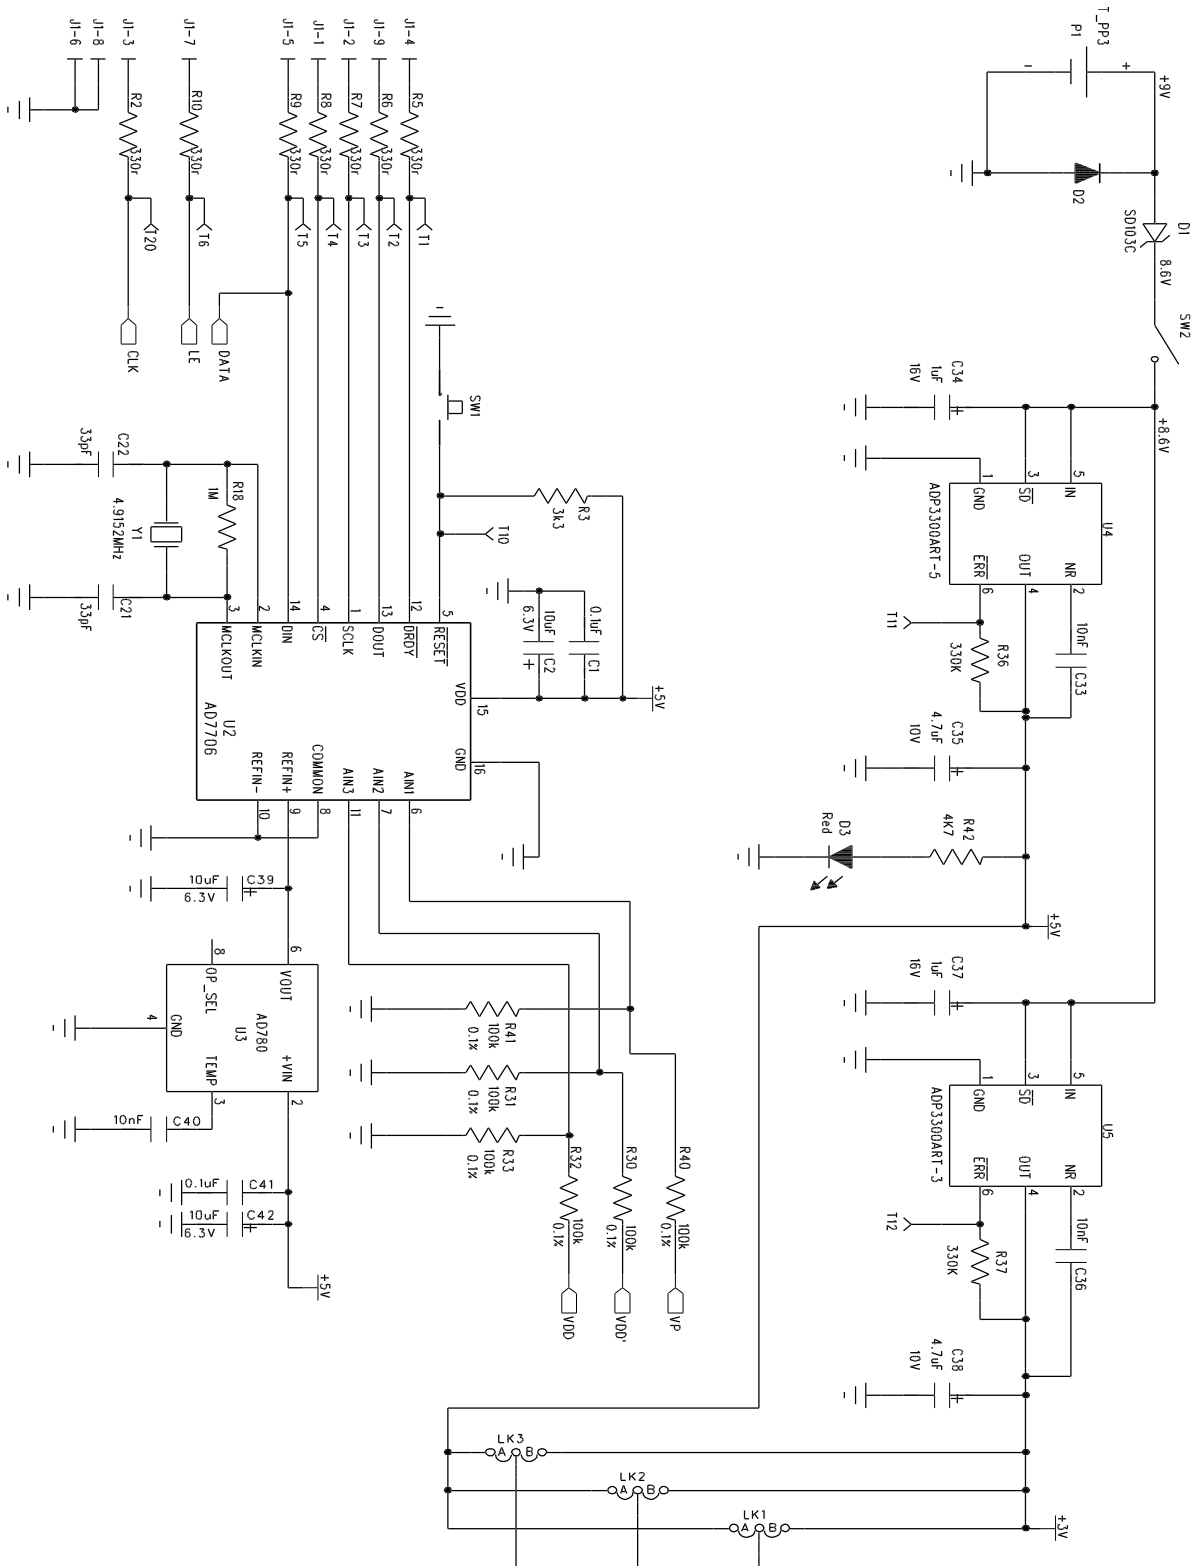 T_PP3
P1
+
-
+9V
D2
D1
SD103C
8.6V
SW2
+8.6V
C34
1uF
16V
+
U4
ADP3300ART-5
5
IN
3
SD
1
GND
NR
2
OUT
4
ERR
6
T11
10nF
C33
R36
330K
C35
4.7uF
10V
+
R42
4K7
D3
Red
+5V
C37
1uF
16V
+
U5
ADP3300ART-3
5
IN
3
SD
1
GND
NR
2
OUT
4
ERR
6
T12
10nF
C36
R37
330K
C38
4.7uF
10V
+
+3V
LK3
A
B
LK2
A
B
LK1
A
B
J1-4
R5
330r
T1
J1-9
R6
330r
T2
J1-2
R7
330r
T3
J1-1
R8
330r
T4
J1-5
R9
330r
T5
DATA
J1-7
R10
330r
T6
LE
J1-3
R2
330r
T20
CLK
J1-8
J1-6
SW1
R3
3k3
T10
0.1uF
C1
10uF
6.3V
C2
+
+5V
R18
1M
Y1
4.9152MHz
C22
33pF
C21
33pF
U2
AD7706
5
RESET
12
DRDY
13
DOUT
1
SCLK
4
CS
14
DIN
2
MCLKIN
3
MCLKOUT
VDD
15
GND
16
AIN1
6
AIN2
7
AIN3
11
COMMON
8
REFIN+
9
REFIN-
10
C39
10uF
6.3V
+
AD780
U3
6
VOUT
8
OP_SEL
4
GND
+VIN
2
TEMP
3
C40
10nF
C41
0.1uF
C42
10uF
6.3V
+
+5V
R41
100k
0.1%
R31
100k
0.1%
R33
100k
0.1%
R40
100k
0.1%
VP
R30
100k
0.1%
VDD'
R32
100k
0.1%
VDD